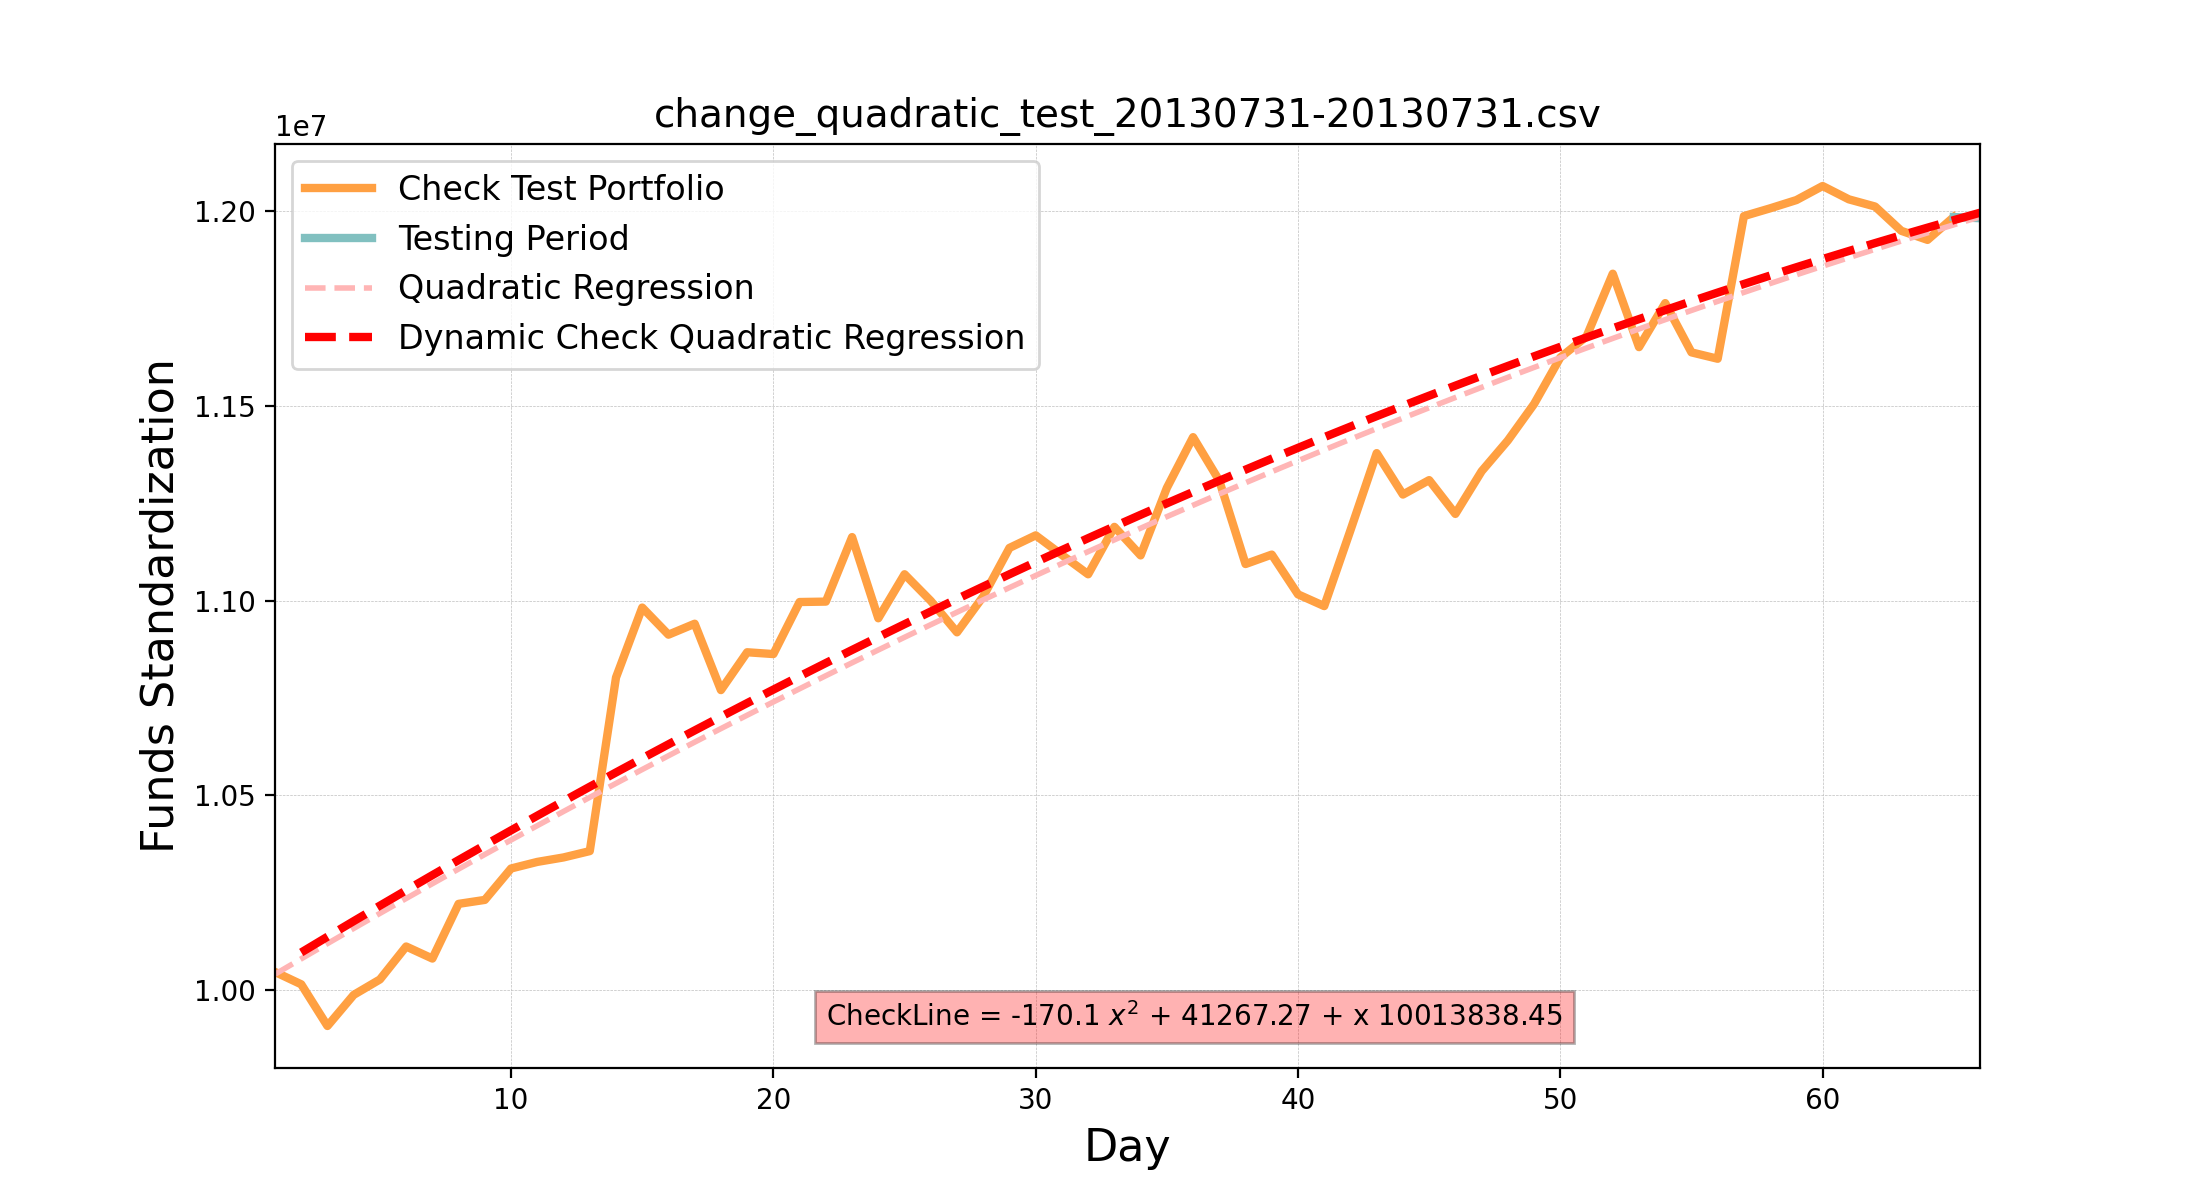 change_quadratic_test_20130731-20130731.csv
1e7
Check Test Portfolio
Testing Period
Quadratic Regression
Dynamic Check Quadratic Regression
1.20
1.15
1.10
1.05
1.00
Funds Standardization
CheckLine = -170.1 x² + 41267.27 + x 10013838.45
10 20 30 40 50 60
Day